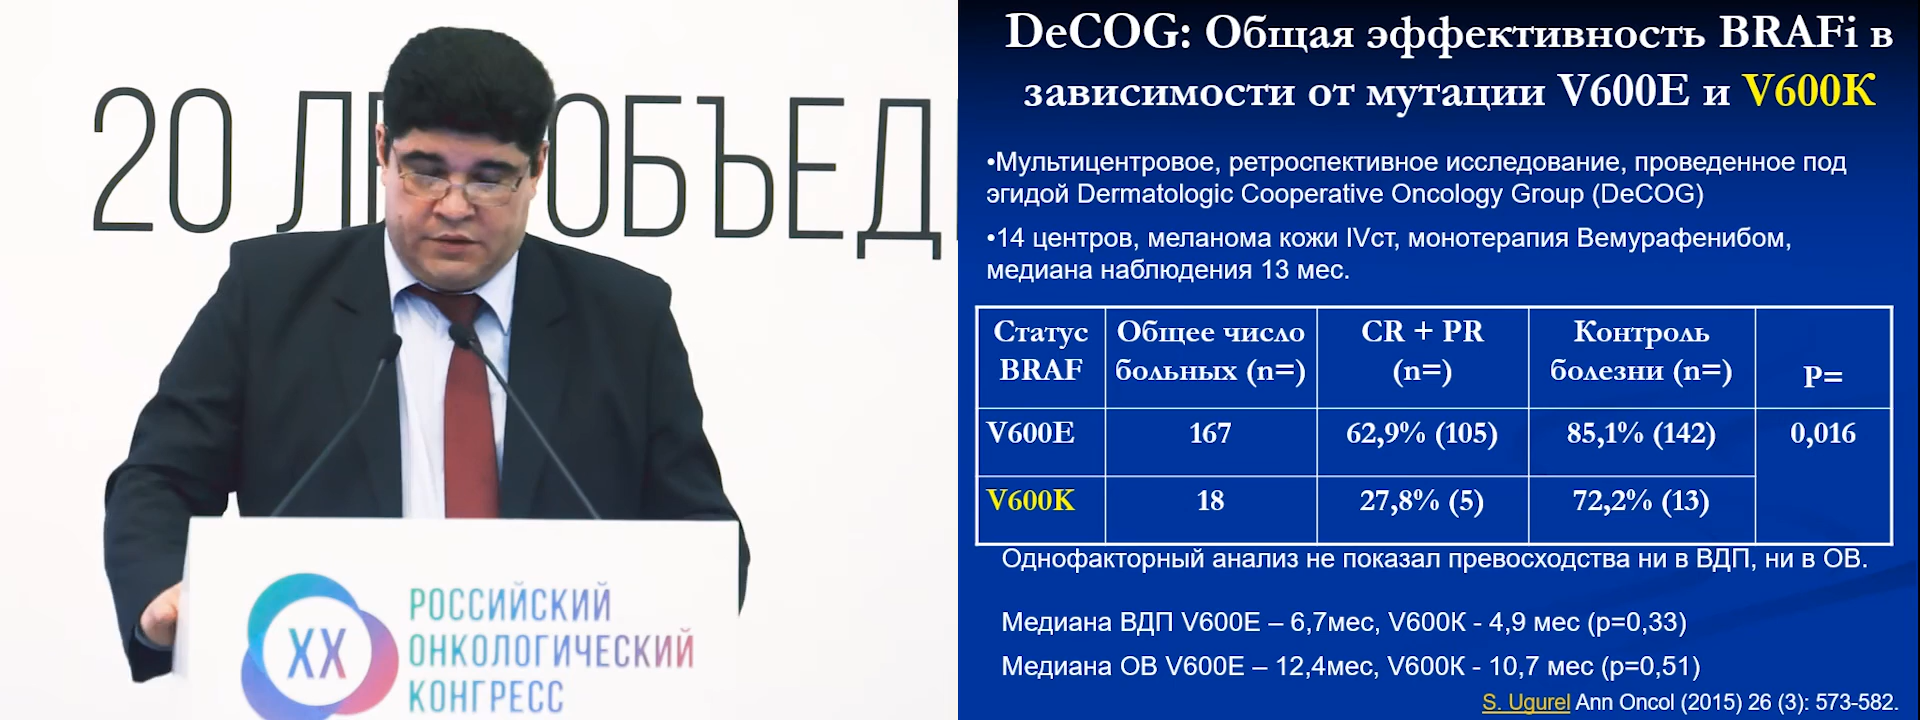 20 ЛЕ ОБЪЕД
РОССИЙСКИЙ
ОНКОЛОГИЧЕСКИЙ
КОНГРЕСС
XX
DeCOG: Общая эффективность BRAFi в
зависимости от мутации V600E и V600K
•Мультицентровое, ретроспективное исследование, проведенное под
эгидой Dermatologic Cooperative Oncology Group (DeCOG)
•14 центров, меланома кожи IVст, монотерапия Вемурафенибом,
медиана наблюдения 13 мес.
Статус BRAF Общее число больных (n=) CR + PR (n=) Контроль болезни (n=) P=
V600E 167 62,9% (105) 85,1% (142) 0,016
V600K 18 27,8% (5) 72,2% (13)
Однофакторный анализ не показал превосходства ни в ВДП, ни в ОВ.
Медиана ВДП V600E – 6,7мес, V600К - 4,9 мес (p=0,33)
Медиана ОВ V600E – 12,4мес, V600К - 10,7 мес (p=0,51)
S. Ugurel Ann Oncol (2015) 26 (3): 573-582.